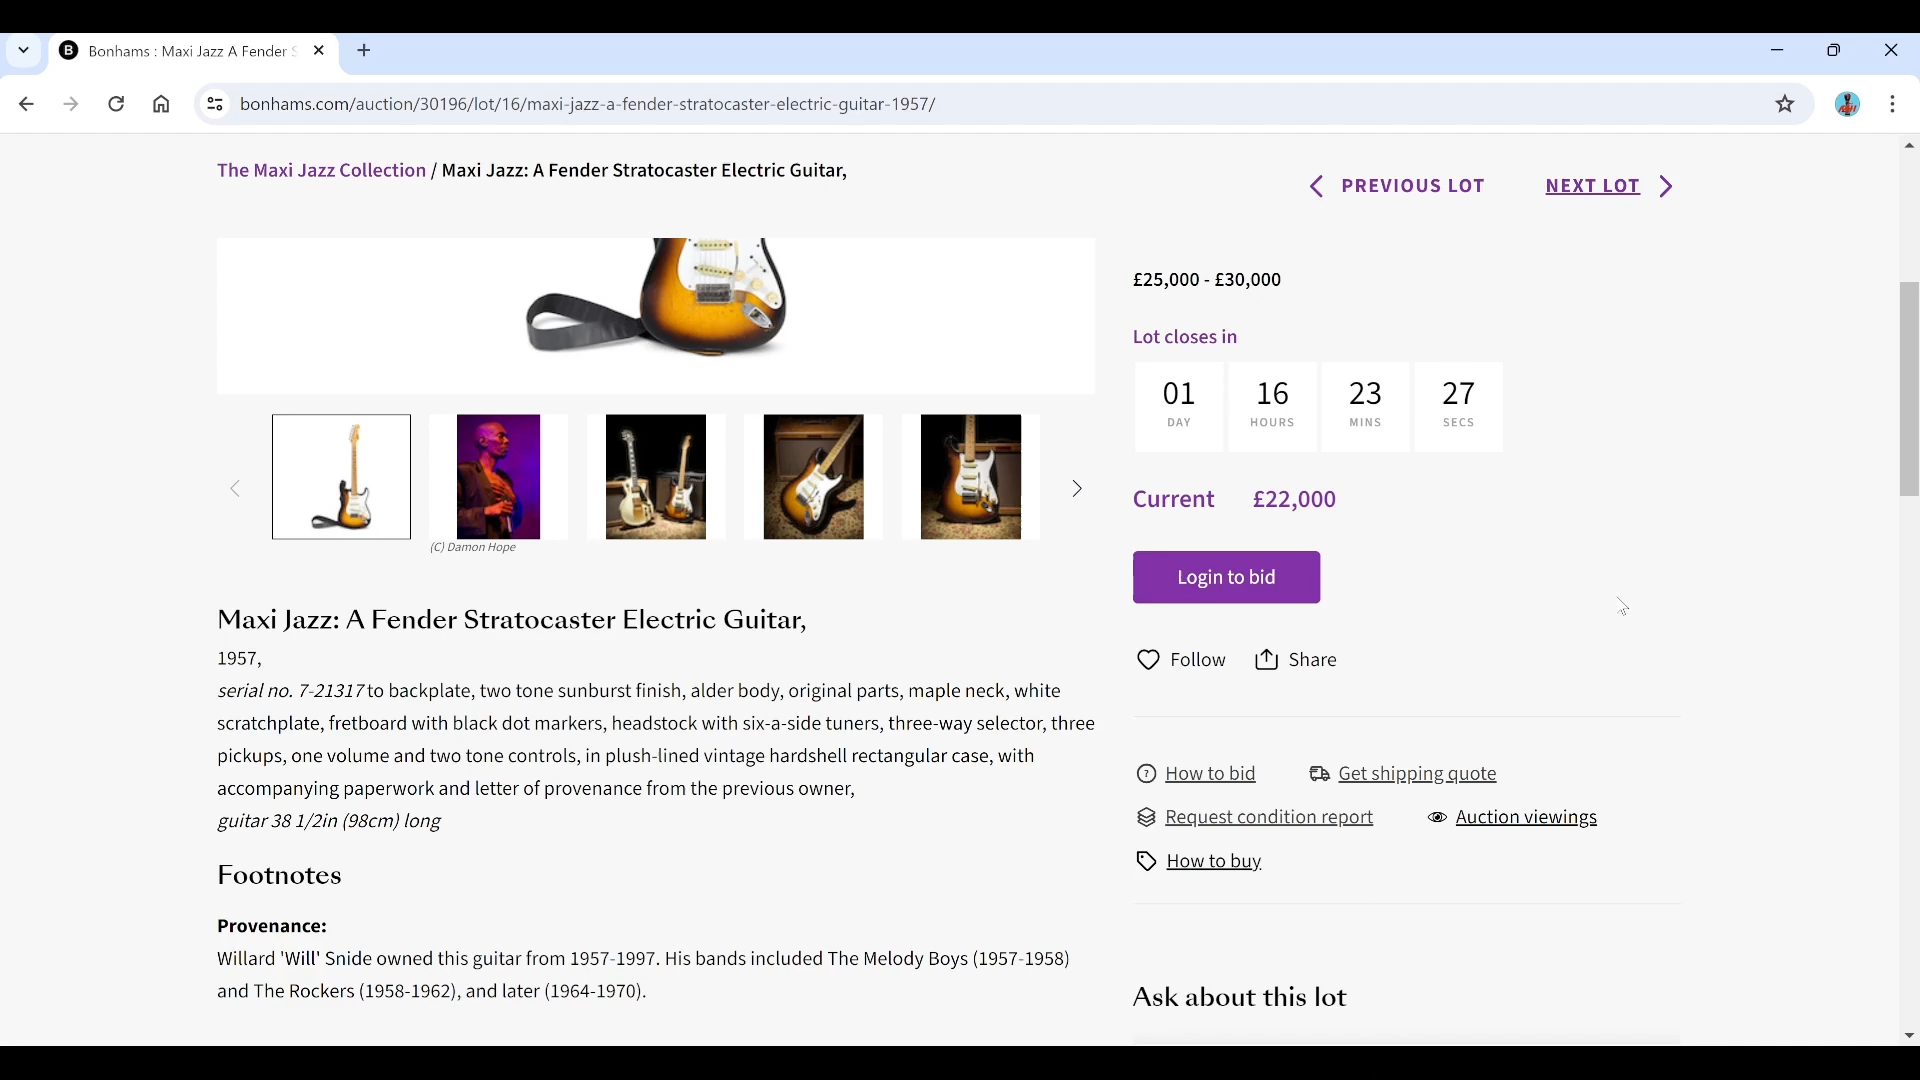 Bonhams : Maxi Jazz A Fender S
bonhams.com/auction/30196/lot/16/maxi-jazz-a-fender-stratocaster-electric-guitar-1957/
The Maxi Jazz Collection / Maxi Jazz: A Fender Stratocaster Electric Guitar,
PREVIOUS LOT
NEXT LOT
£25,000 - £30,000
Lot closes in
01 16 23 27
DAY HOURS MINS SECS
Current £22,000
Login to bid
Follow Share
How to bid Get shipping quote
Request condition report Auction viewings
How to buy
Ask about this lot
(C) Damon Hope
Maxi Jazz: A Fender Stratocaster Electric Guitar,
1957,
serial no. 7-21317 to backplate, two tone sunburst finish, alder body, original parts, maple neck, white
scratchplate, fretboard with black dot markers, headstock with six-a-side tuners, three-way selector, three
pickups, one volume and two tone controls, in plush-lined vintage hardshell rectangular case, with
accompanying paperwork and letter of provenance from the previous owner,
guitar 38 1/2in (98cm) long
Footnotes
Provenance:
Willard 'Will' Snide owned this guitar from 1957-1997. His bands included The Melody Boys (1957-1958)
and The Rockers (1958-1962), and later (1964-1970).